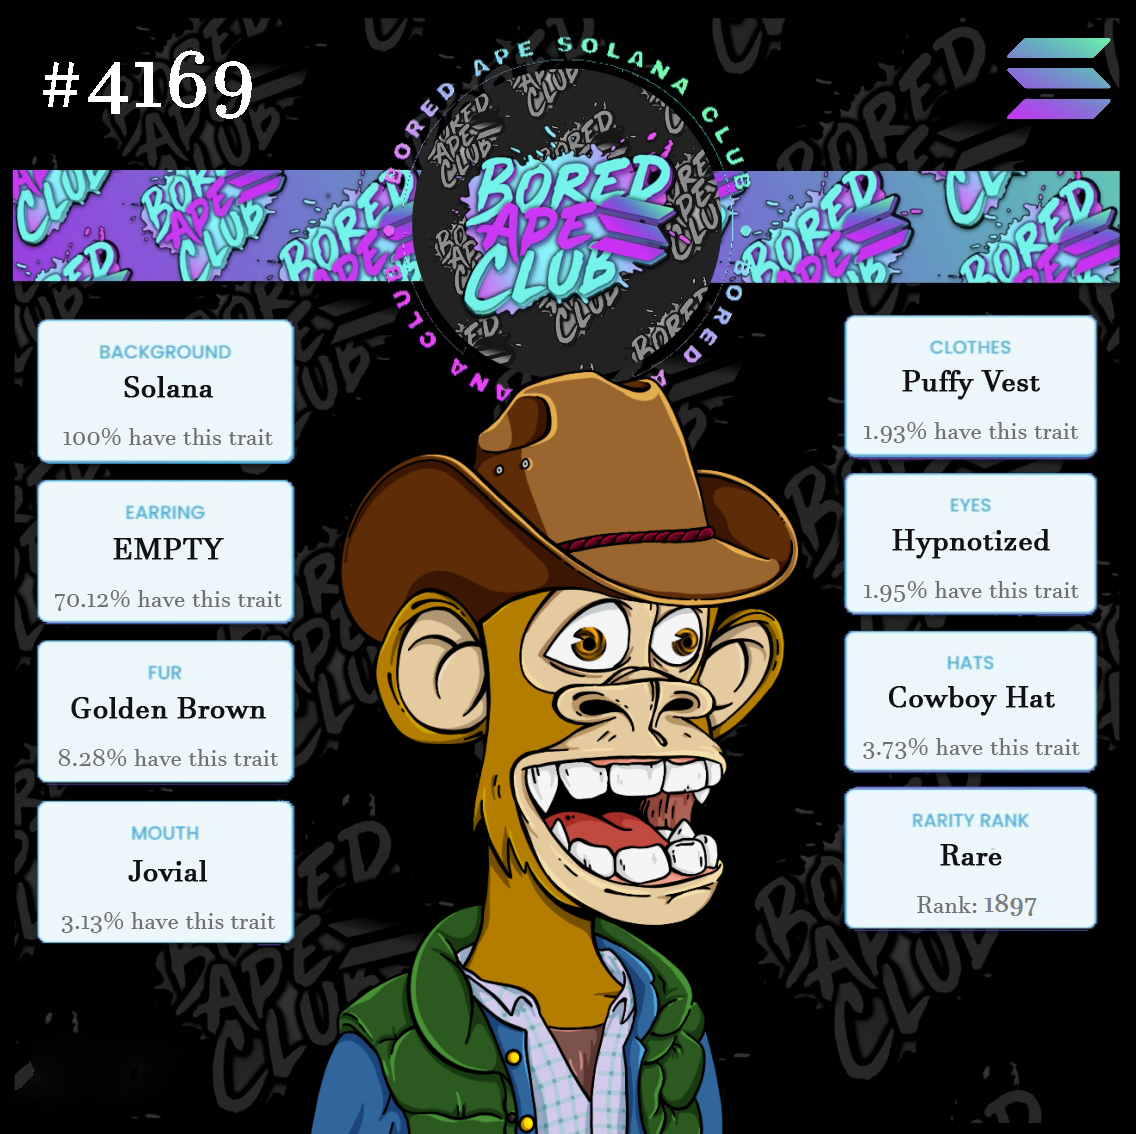 #4169
BORED APE SOLANA CLUB
BORED
APE
CLUB
BACKGROUND
Solana
100% have this trait
EARRING
EMPTY
70.12% have this trait
FUR
Golden Brown
8.28% have this trait
MOUTH
Jovial
3.13% have this trait
CLOTHES
Puffy Vest
1.93% have this trait
EYES
Hypnotized
1.95% have this trait
HATS
Cowboy Hat
3.73% have this trait
RARITY RANK
Rare
Rank: 1897